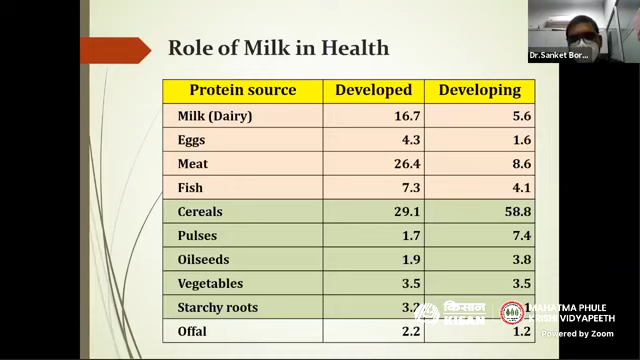 Role of Milk in Health
Dr.Sanket Bor...
Protein source Developed Developing
Milk (Dairy) 16.7 5.6
Eggs 4.3 1.6
Meat 26.4 8.6
Fish 7.3 4.1
Cereals 29.1 58.8
Pulses 1.7 7.4
Oilseeds 1.9 3.8
Vegetables 3.5 3.5
Starchy roots
Offal 2.2 1.2
किसान
KISAN
MAHATMA PHULE
KRISHI VIDYAPEETH
Powered by Zoom